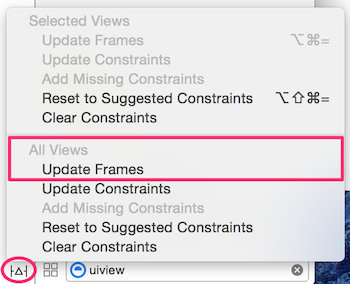 Selected Views
Update Frames ⌥⌘=
Update Constraints
Add Missing Constraints
Reset to Suggested Constraints ⌥⇧⌘=
Clear Constraints
All Views
Update Frames
Update Constraints
Add Missing Constraints
Reset to Suggested Constraints
Clear Constraints
uiview